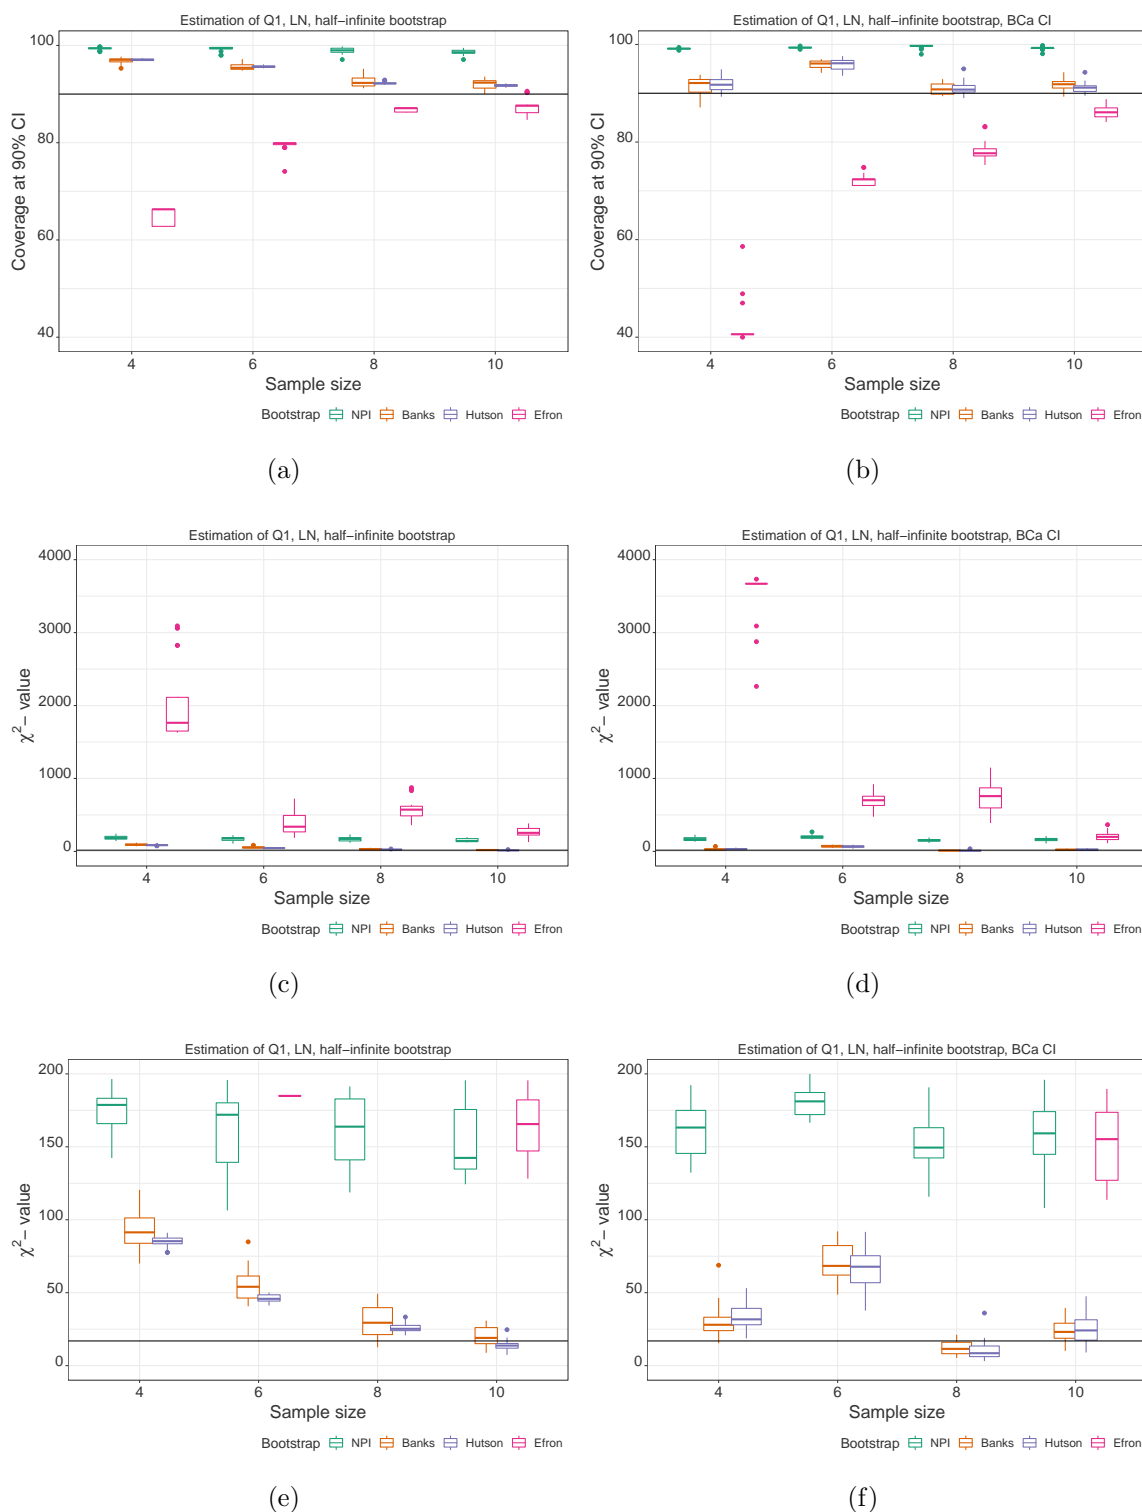 Estimation of Q1, LN, half−infinite bootstrap
100
80
60
40
Coverage at 90% CI
4 6 8 10
Sample size
Bootstrap NPI Banks Hutson Efron
(a)
Estimation of Q1, LN, half−infinite bootstrap, BCa CI
100
80
60
40
Coverage at 90% CI
4 6 8 10
Sample size
Bootstrap NPI Banks Hutson Efron
(b)
Estimation of Q1, LN, half−infinite bootstrap
4000
3000
2000
1000
0
χ²− value
4 6 8 10
Sample size
Bootstrap NPI Banks Hutson Efron
(c)
Estimation of Q1, LN, half−infinite bootstrap, BCa CI
4000
3000
2000
1000
0
χ²− value
4 6 8 10
Sample size
Bootstrap NPI Banks Hutson Efron
(d)
Estimation of Q1, LN, half−infinite bootstrap
200
150
100
50
0
χ²− value
4 6 8 10
Sample size
Bootstrap NPI Banks Hutson Efron
(e)
Estimation of Q1, LN, half−infinite bootstrap, BCa CI
200
150
100
50
0
χ²− value
4 6 8 10
Sample size
Bootstrap NPI Banks Hutson Efron
(f)